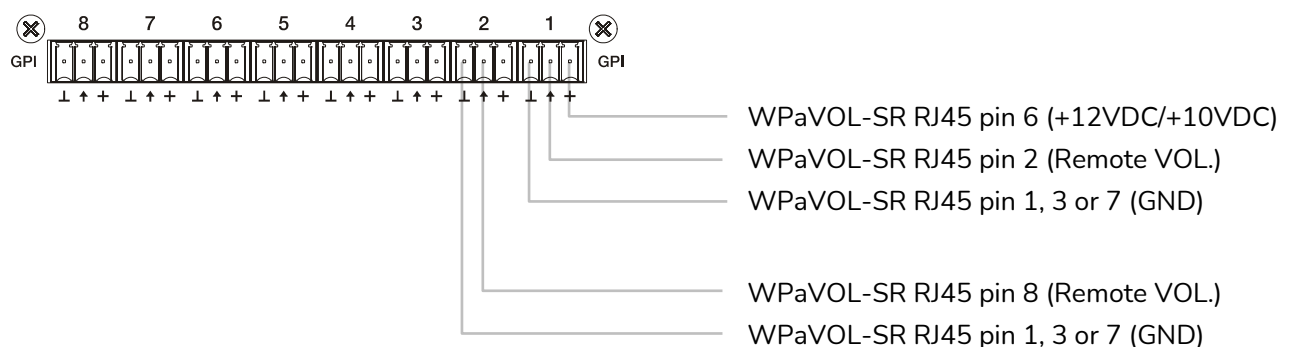 8 7 6 5 4 3 2 1
GPI GPI
⊥ ↑ + ⊥ ↑ + ⊥ ↑ + ⊥ ↑ + ⊥ ↑ + ⊥ ↑ + ⊥ ↑ + ⊥ ↑ +
WPaVOL-SR RJ45 pin 6 (+12VDC/+10VDC)
WPaVOL-SR RJ45 pin 2 (Remote VOL.)
WPaVOL-SR RJ45 pin 1, 3 or 7 (GND)
WPaVOL-SR RJ45 pin 8 (Remote VOL.)
WPaVOL-SR RJ45 pin 1, 3 or 7 (GND)